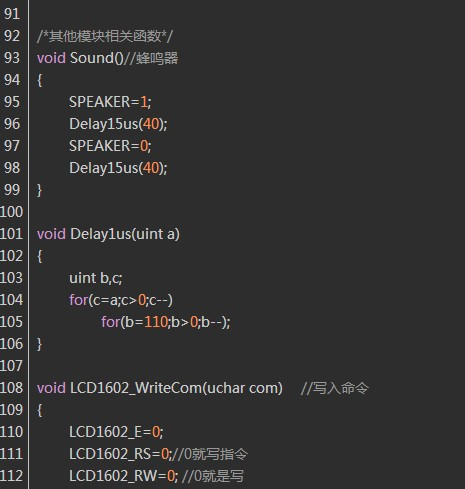 91
92 /*其他模块相关函数*/
93 void Sound()//蜂鸣器
94 {
95 SPEAKER=1;
96 Delay15us(40);
97 SPEAKER=0;
98 Delay15us(40);
99 }
100
101 void Delay1us(uint a)
102 {
103 uint b,c;
104 for(c=a;c>0;c--)
105 for(b=110;b>0;b--);
106 }
107
108 void LCD1602_WriteCom(uchar com) //写入命令
109 {
110 LCD1602_E=0;
111 LCD1602_RS=0;//0就写指令
112 LCD1602_RW=0; //0就是写